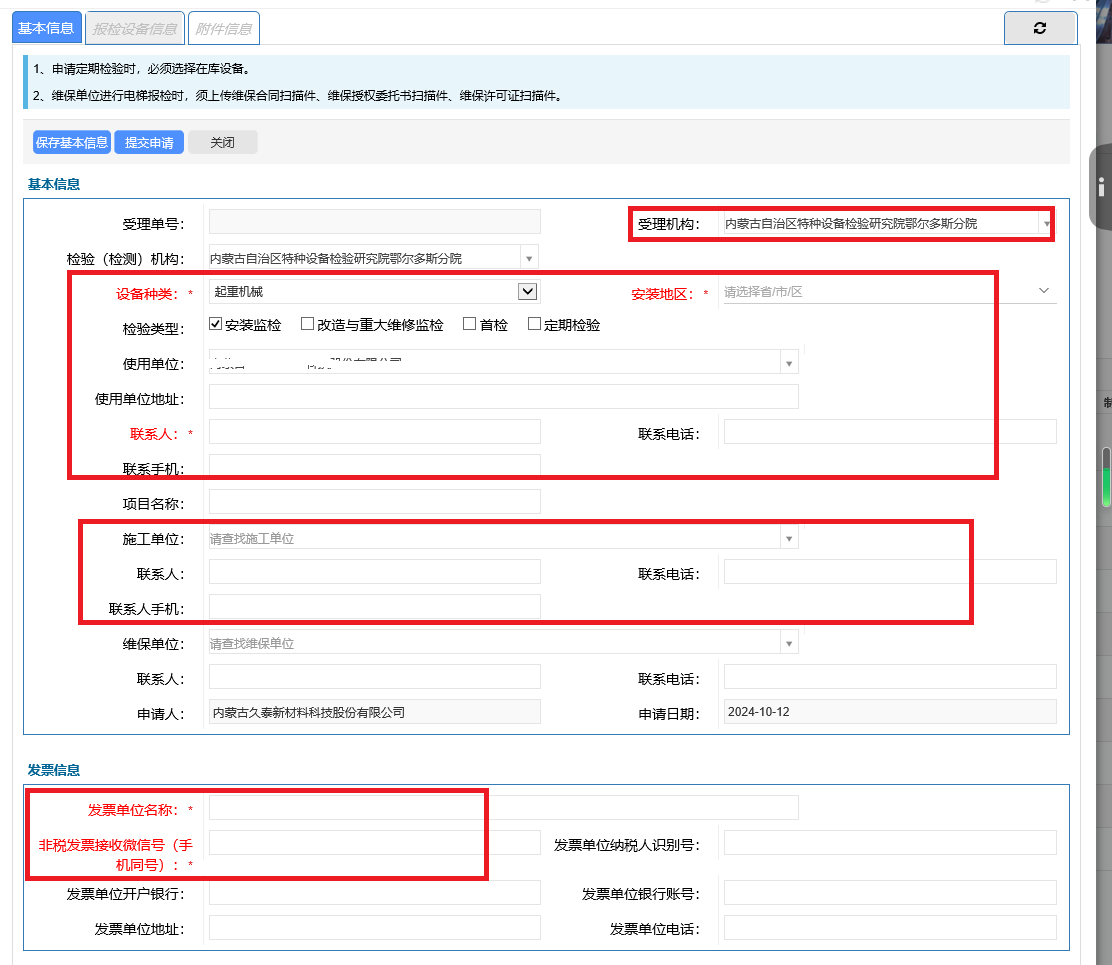 基本信息 报检设备信息 附件信息
1、申请定期检验时，必须选择在库设备。
2、维保单位进行电梯报检时，须上传维保合同扫描件、维保授权委托书扫描件、维保许可证扫描件。
保存基本信息 提交申请 关闭
基本信息
受理单号： 受理机构： 内蒙古自治区特种设备检验研究院鄂尔多斯分院
检验（检测）机构： 内蒙古自治区特种设备检验研究院鄂尔多斯分院
设备种类：* 起重机械 安装地区：* 请选择省/市/区
检验类型： 安装监检 改造与重大维修监检 首检 定期检验
使用单位：
使用单位地址：
联系人：* 联系电话：
联系手机：
项目名称：
施工单位： 请查找施工单位
联系人： 联系电话：
联系人手机：
维保单位： 请查找维保单位
联系人： 联系电话：
申请人： 内蒙古久泰新材料科技股份有限公司 申请日期： 2024-10-12
发票信息
发票单位名称：*
非税发票接收微信号（手
机同号）：* 发票单位纳税人识别号：
发票单位开户银行： 发票单位银行账号：
发票单位地址： 发票单位电话：